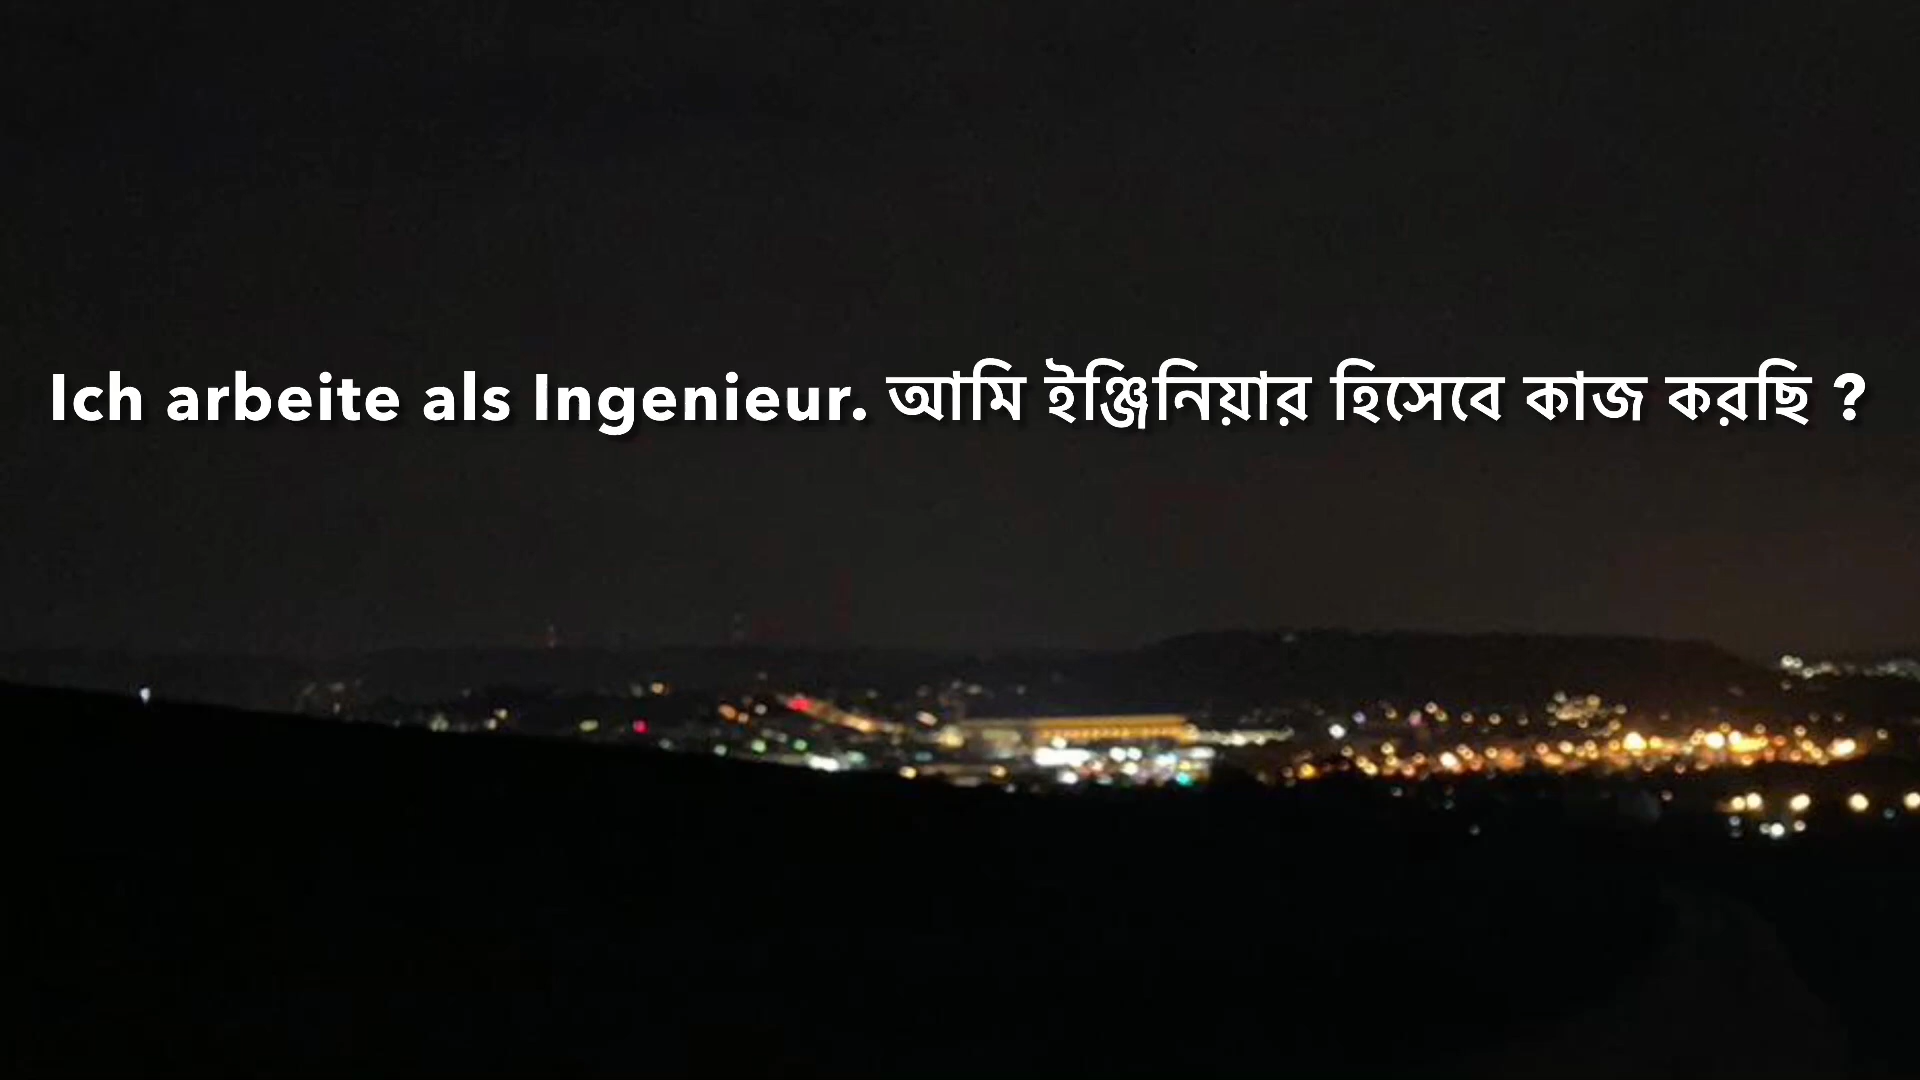 Ich arbeite als Ingenieur. আমি ইঞ্জিনিয়ার হিসেবে কাজ করছি ?